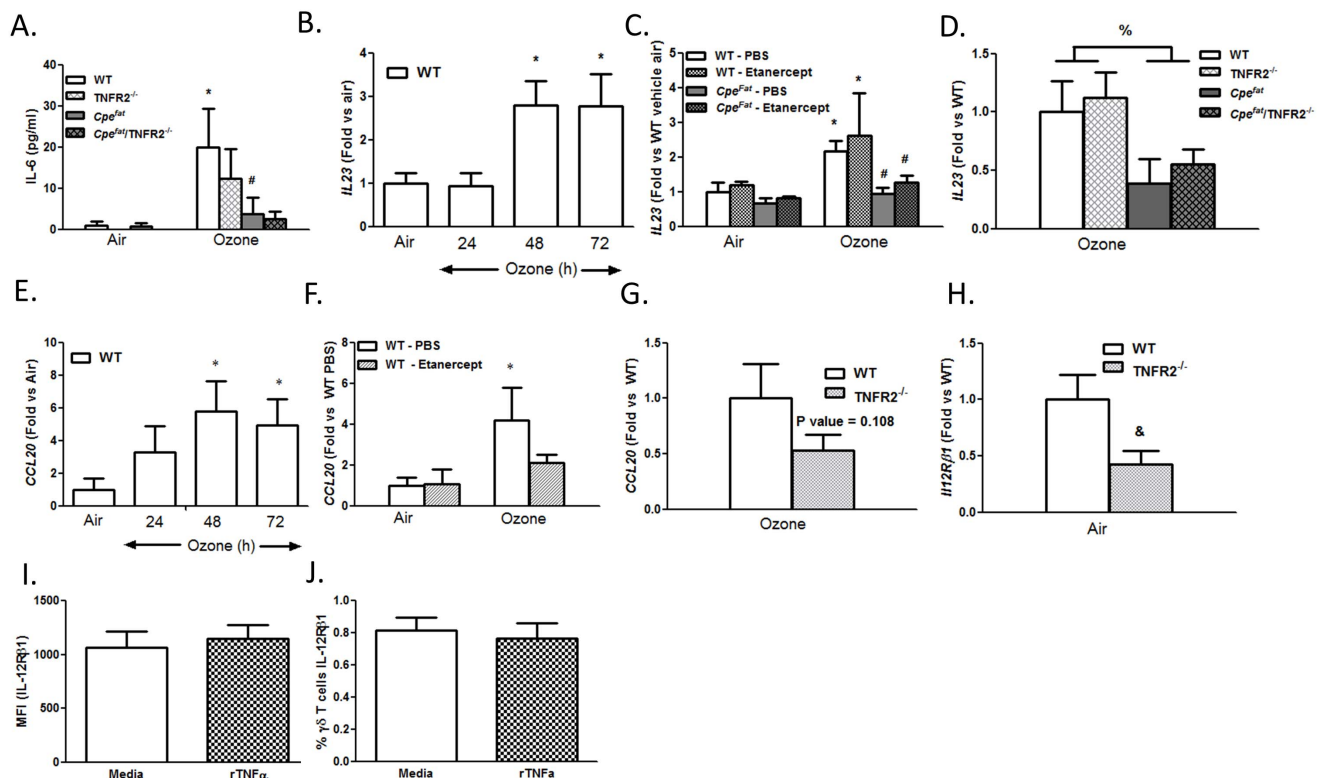 A.
IL-6 (pg/ml)
40
30
20
10
0
WT
TNFR2-/-
Cpefat
Cpefat/TNFR2-/-
*
#
Air
Ozone
B.
IL23 (Fold vs air)
4
3
2
1
0
WT
*
*
Air
24
48
72
Ozone (h)
C.
IL23 (Fold vs WT vehicle air)
5
4
3
2
1
0
WT - PBS
WT - Etanercept
CpeFat - PBS
CpeFat - Etanercept
*
*
#
#
Air
Ozone
D.
IL23 (Fold vs WT)
1.5
1.0
0.5
0.0
%
WT
TNFR2-/-
Cpefat
Cpefat/TNFR2-/-
Ozone
E.
CCL20 (Fold vs Air)
10
8
6
4
2
0
WT
*
*
Air
24
48
72
Ozone (h)
F.
CCL20 (Fold vs WT PBS)
8
6
4
2
0
WT - PBS
WT - Etanercept
*
Air
Ozone
G.
CCL20 (Fold vs WT)
1.5
1.0
0.5
0.0
WT
TNFR2-/-
P value = 0.108
Ozone
H.
Il12Rβ1 (Fold vs WT)
1.5
1.0
0.5
0.0
WT
TNFR2-/-
&
Air
I.
MFI (IL-12Rβ1)
1500
1000
500
0
Media
rTNFα
J.
% γδ T cells IL-12Rβ1
1.0
0.8
0.6
0.4
0.2
0.0
Media
rTNFa